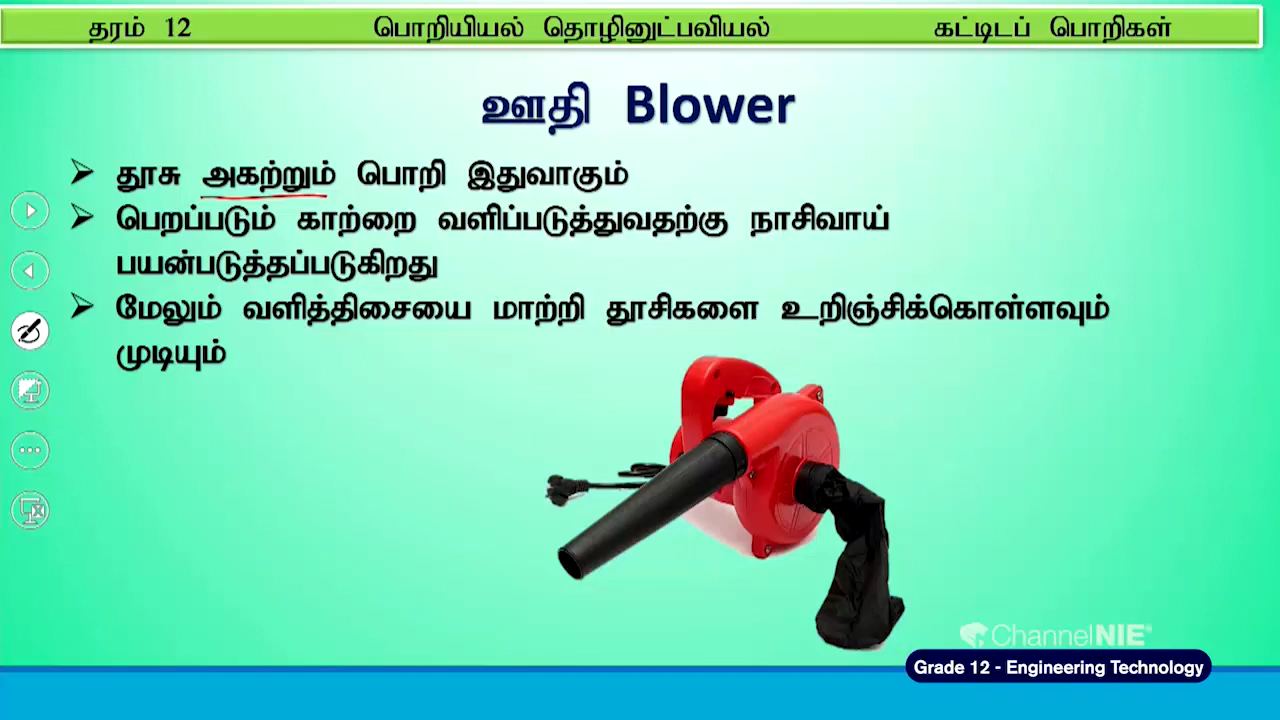 தரம் 12 பொறியியல் தொழினுட்பவியல் கட்டிடப் பொறிகள்
ஊதி Blower
தூசு அகற்றும் பொறி இதுவாகும்
பெறப்படும் காற்றை வளிப்படுத்துவதற்கு நாசிவாய்
பயன்படுத்தப்படுகிறது
மேலும் வளித்திசையை மாற்றி தூசிகளை உறிஞ்சிக்கொள்ளவும்
முடியும்
ChannelNIE
Grade 12 - Engineering Technology